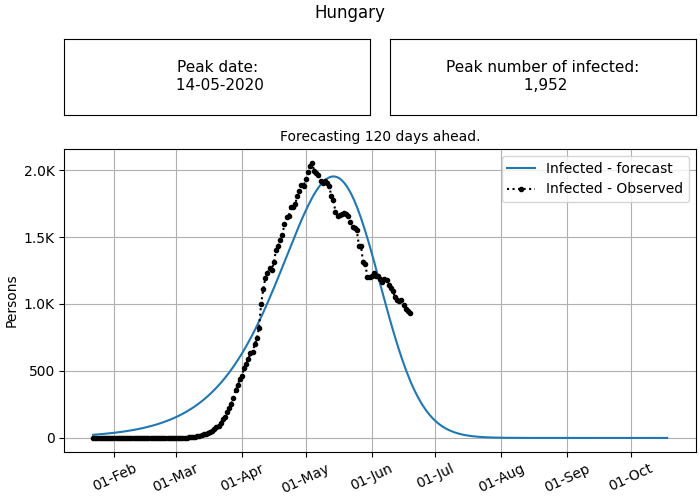 Hungary
Peak date:
14-05-2020
Peak number of infected:
1,952
Forecasting 120 days ahead.
Infected - forecast
Infected - Observed
2.0K
1.5K
1.0K
500
0
Persons
01-Feb
01-Mar
01-Apr
01-May
01-Jun
01-Jul
01-Aug
01-Sep
01-Oct